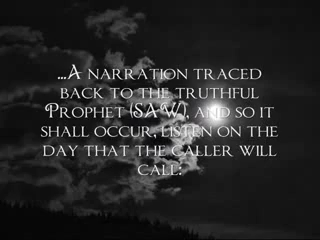 ...A narration traced
back to the truthful
Prophet (SAW), and so it
shall occur, listen on the
day that the caller will
call: